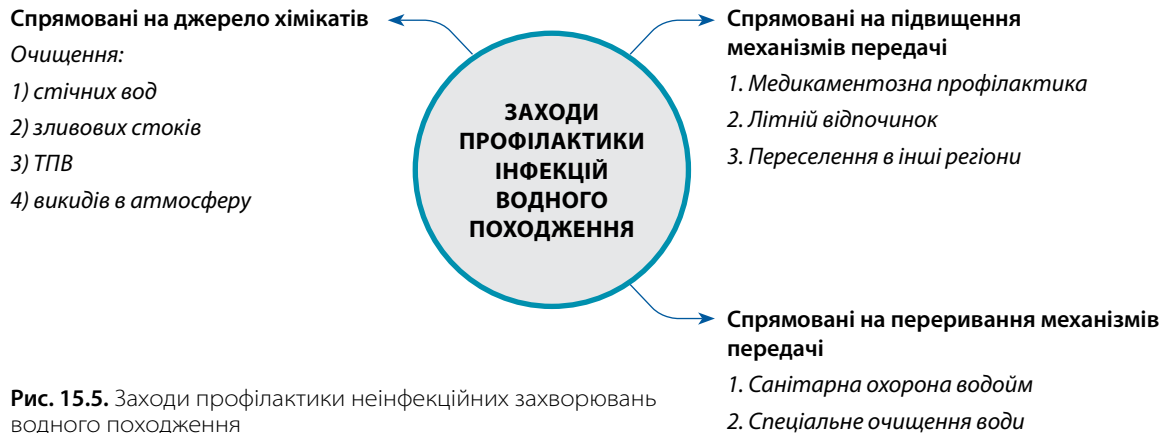 Спрямовані на джерело хімікатів
Очищення:
1) стічних вод
2) зливових стоків
3) ТПВ
4) викидів в атмосферу
ЗАХОДИ
ПРОФІЛАКТИКИ
ІНФЕКЦІЙ
ВОДНОГО
ПОХОДЖЕННЯ
Спрямовані на підвищення
механізмів передачі
1. Медикаментозна профілактика
2. Літній відпочинок
3. Переселення в інші регіони
Спрямовані на переривання механізмів
передачі
1. Санітарна охорона водойм
2. Спеціальне очищення води
Рис. 15.5. Заходи профілактики неінфекційних захворювань
водного походження